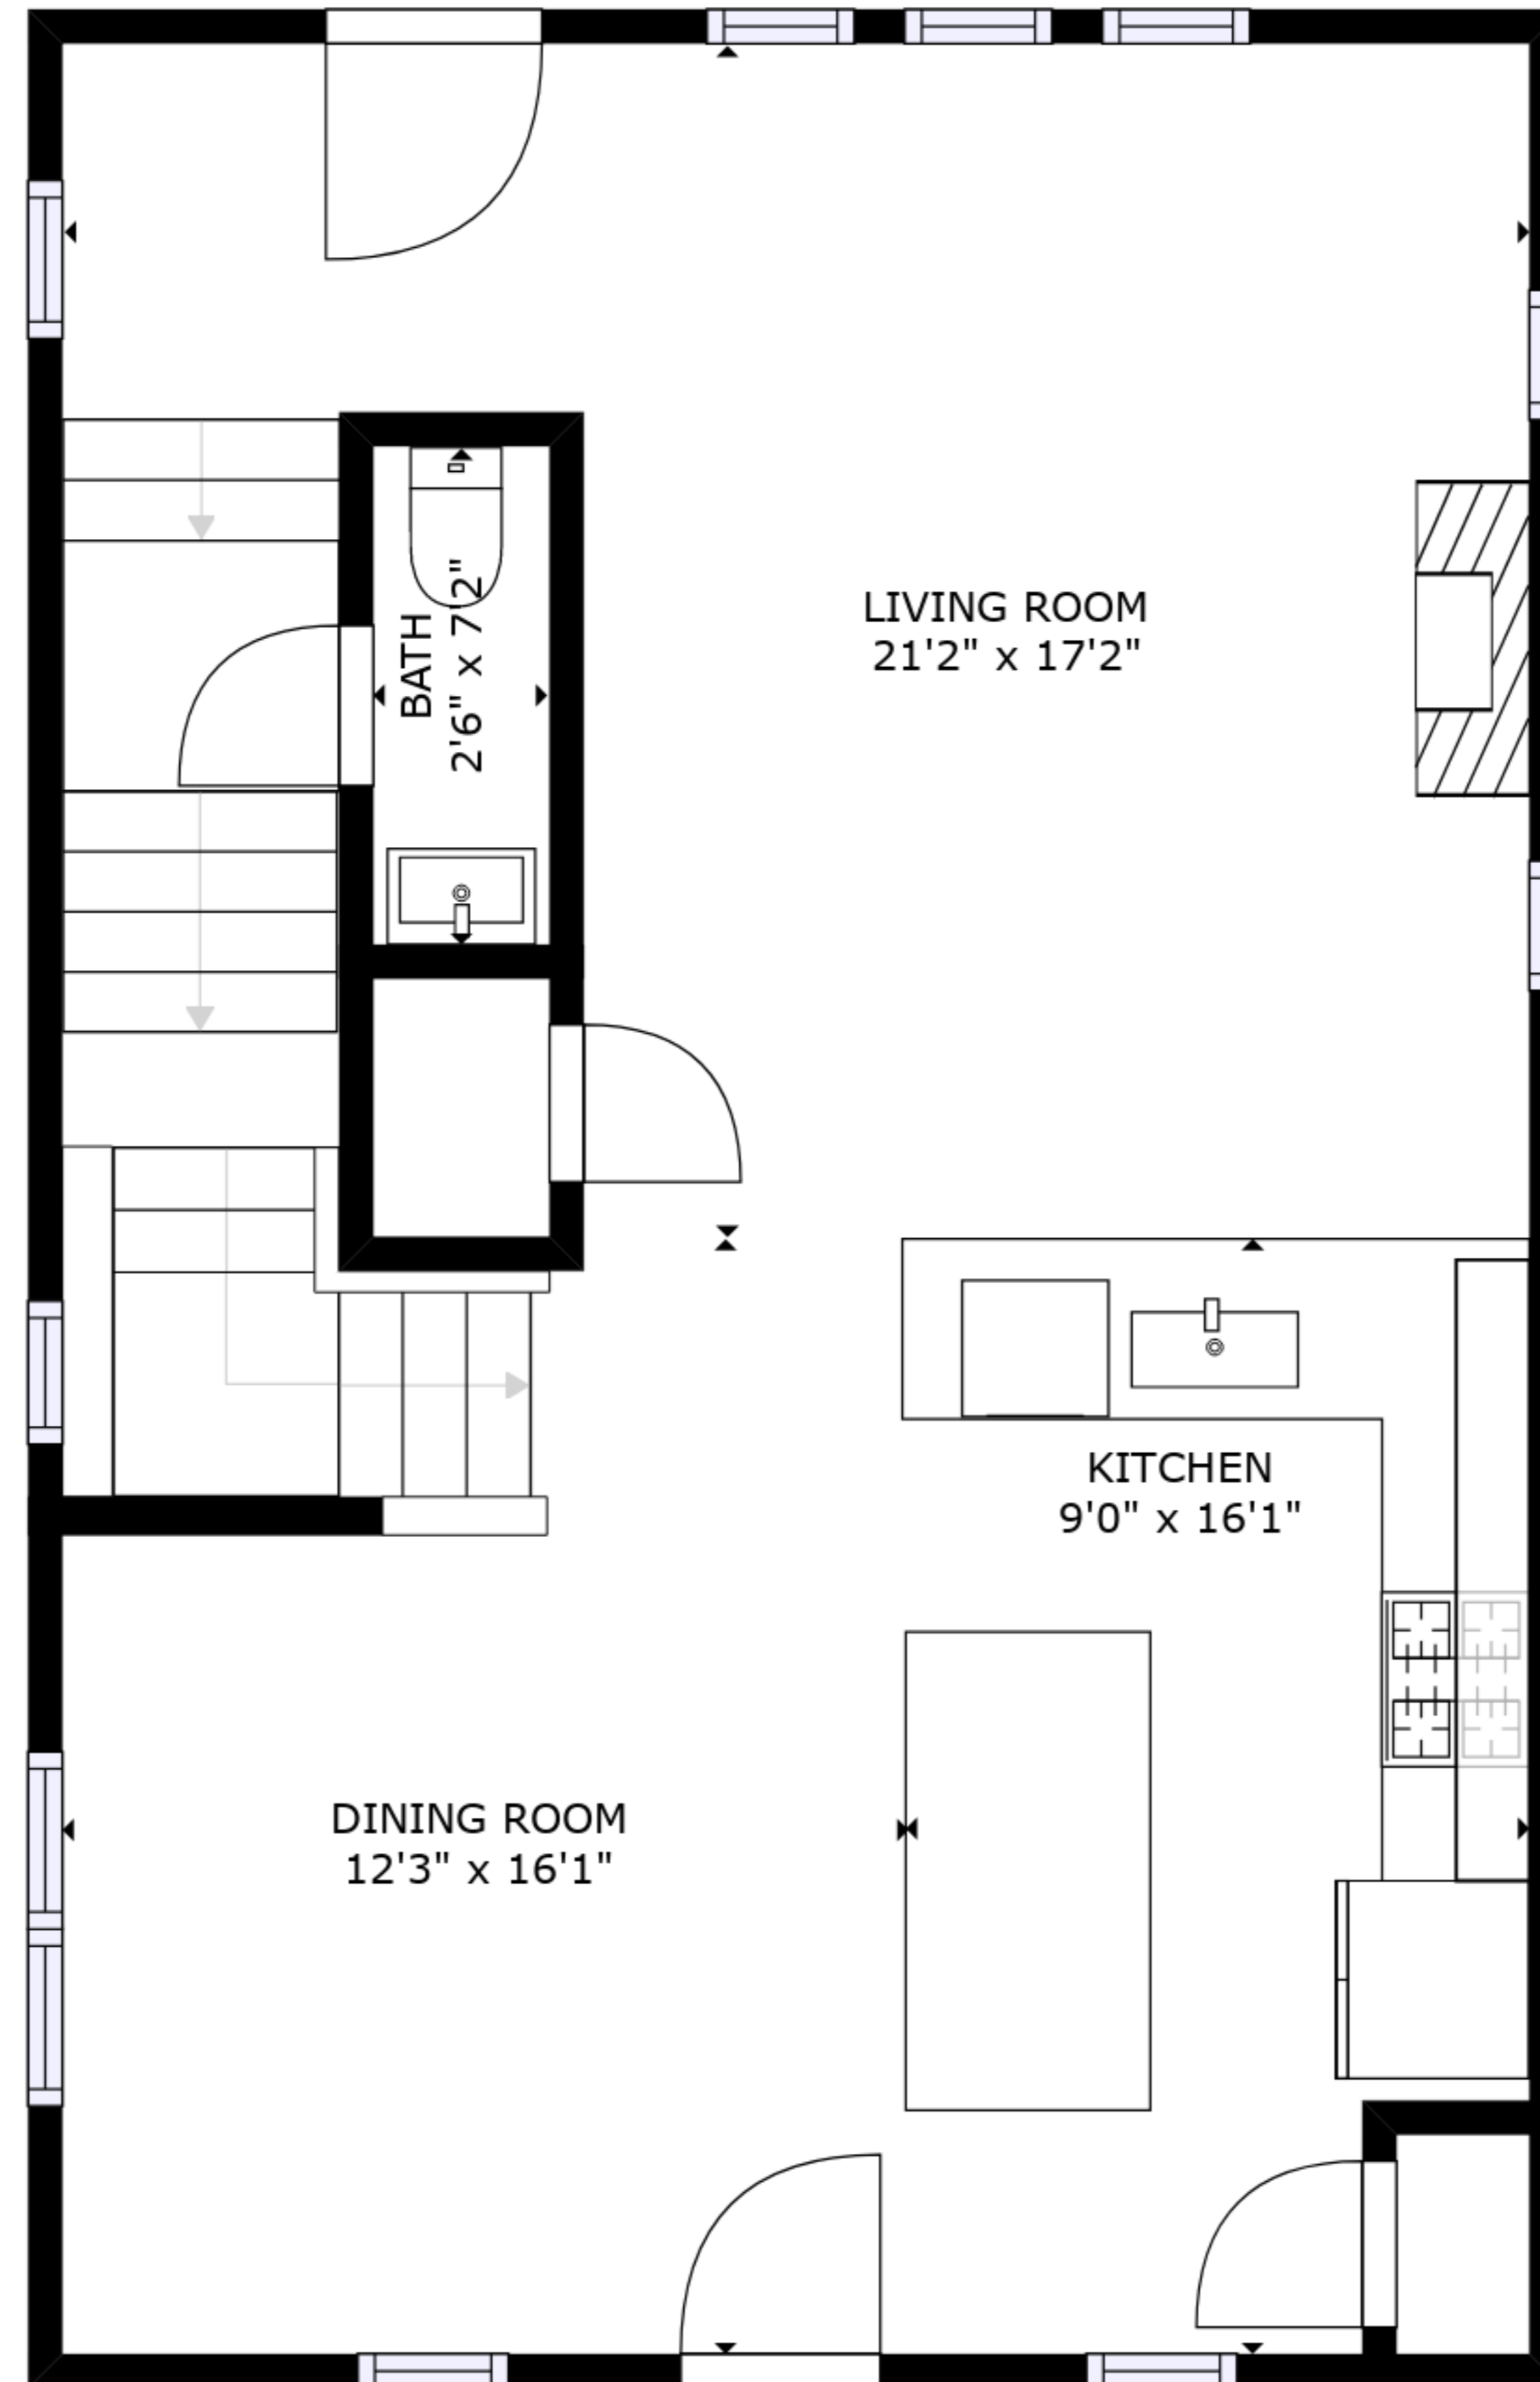 LIVING ROOM
21'2" x 17'2"
BATH
2'6" x 7'2"
KITCHEN
9'0" x 16'1"
DINING ROOM
12'3" x 16'1"